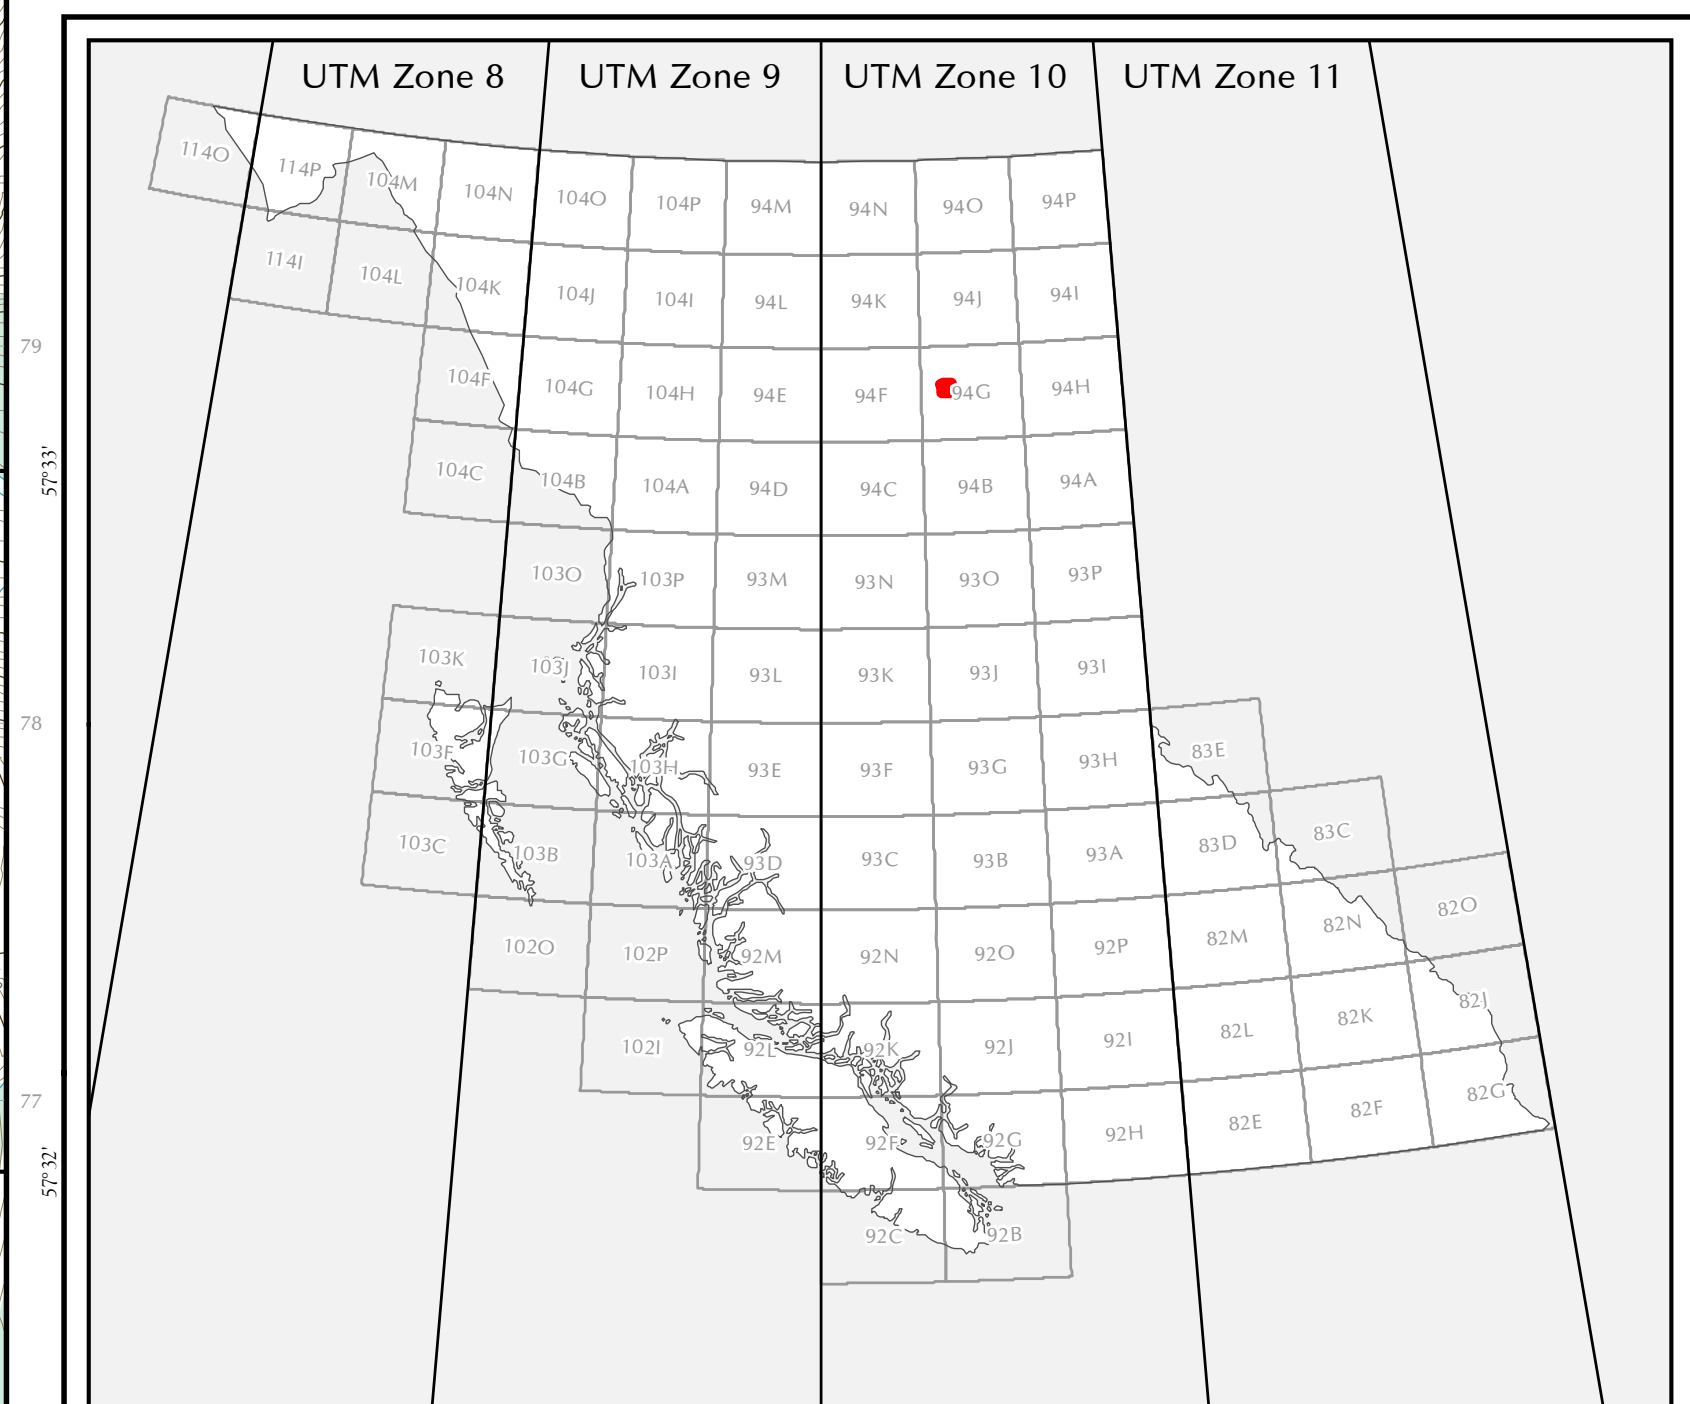 UTM Zone 8 UTM Zone 9 UTM Zone 10 UTM Zone 11
114O 114P 104M 104N 104O 104P 94M 94N 94O 94P
114I 104L 104K 104J 104I 94L 94K 94J 94I
79
104F 104G 104H 94E 94F 94G 94H
57°33'
104C 104B 104A 94D 94C 94B 94A
103O 103P 93M 93N 93O 93P
103K 103J 103I 93L 93K 93J 93I
78
103F 103G 103H 93E 93F 93G 93H 83E
103C 103B 103A 93D 93C 93B 93A 83D 83C
102O 102P 92M 92N 92O 92P 82M 82N 82O
102I 92L 92K 92J 92I 82L 82K 82J
77
57°32'
92E 92F 92G 92H 82E 82F 82G
92C 92B